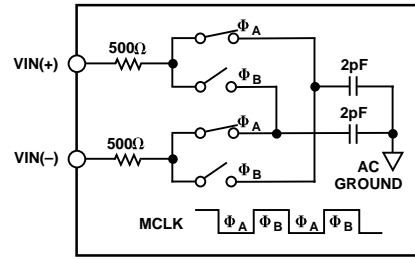 ΦA
500Ω
VIN(+)
2pF
ΦB
2pF
500Ω
ΦA
VIN(–)
ΦB
AC
GROUND
MCLK
ΦA ΦB ΦA ΦB